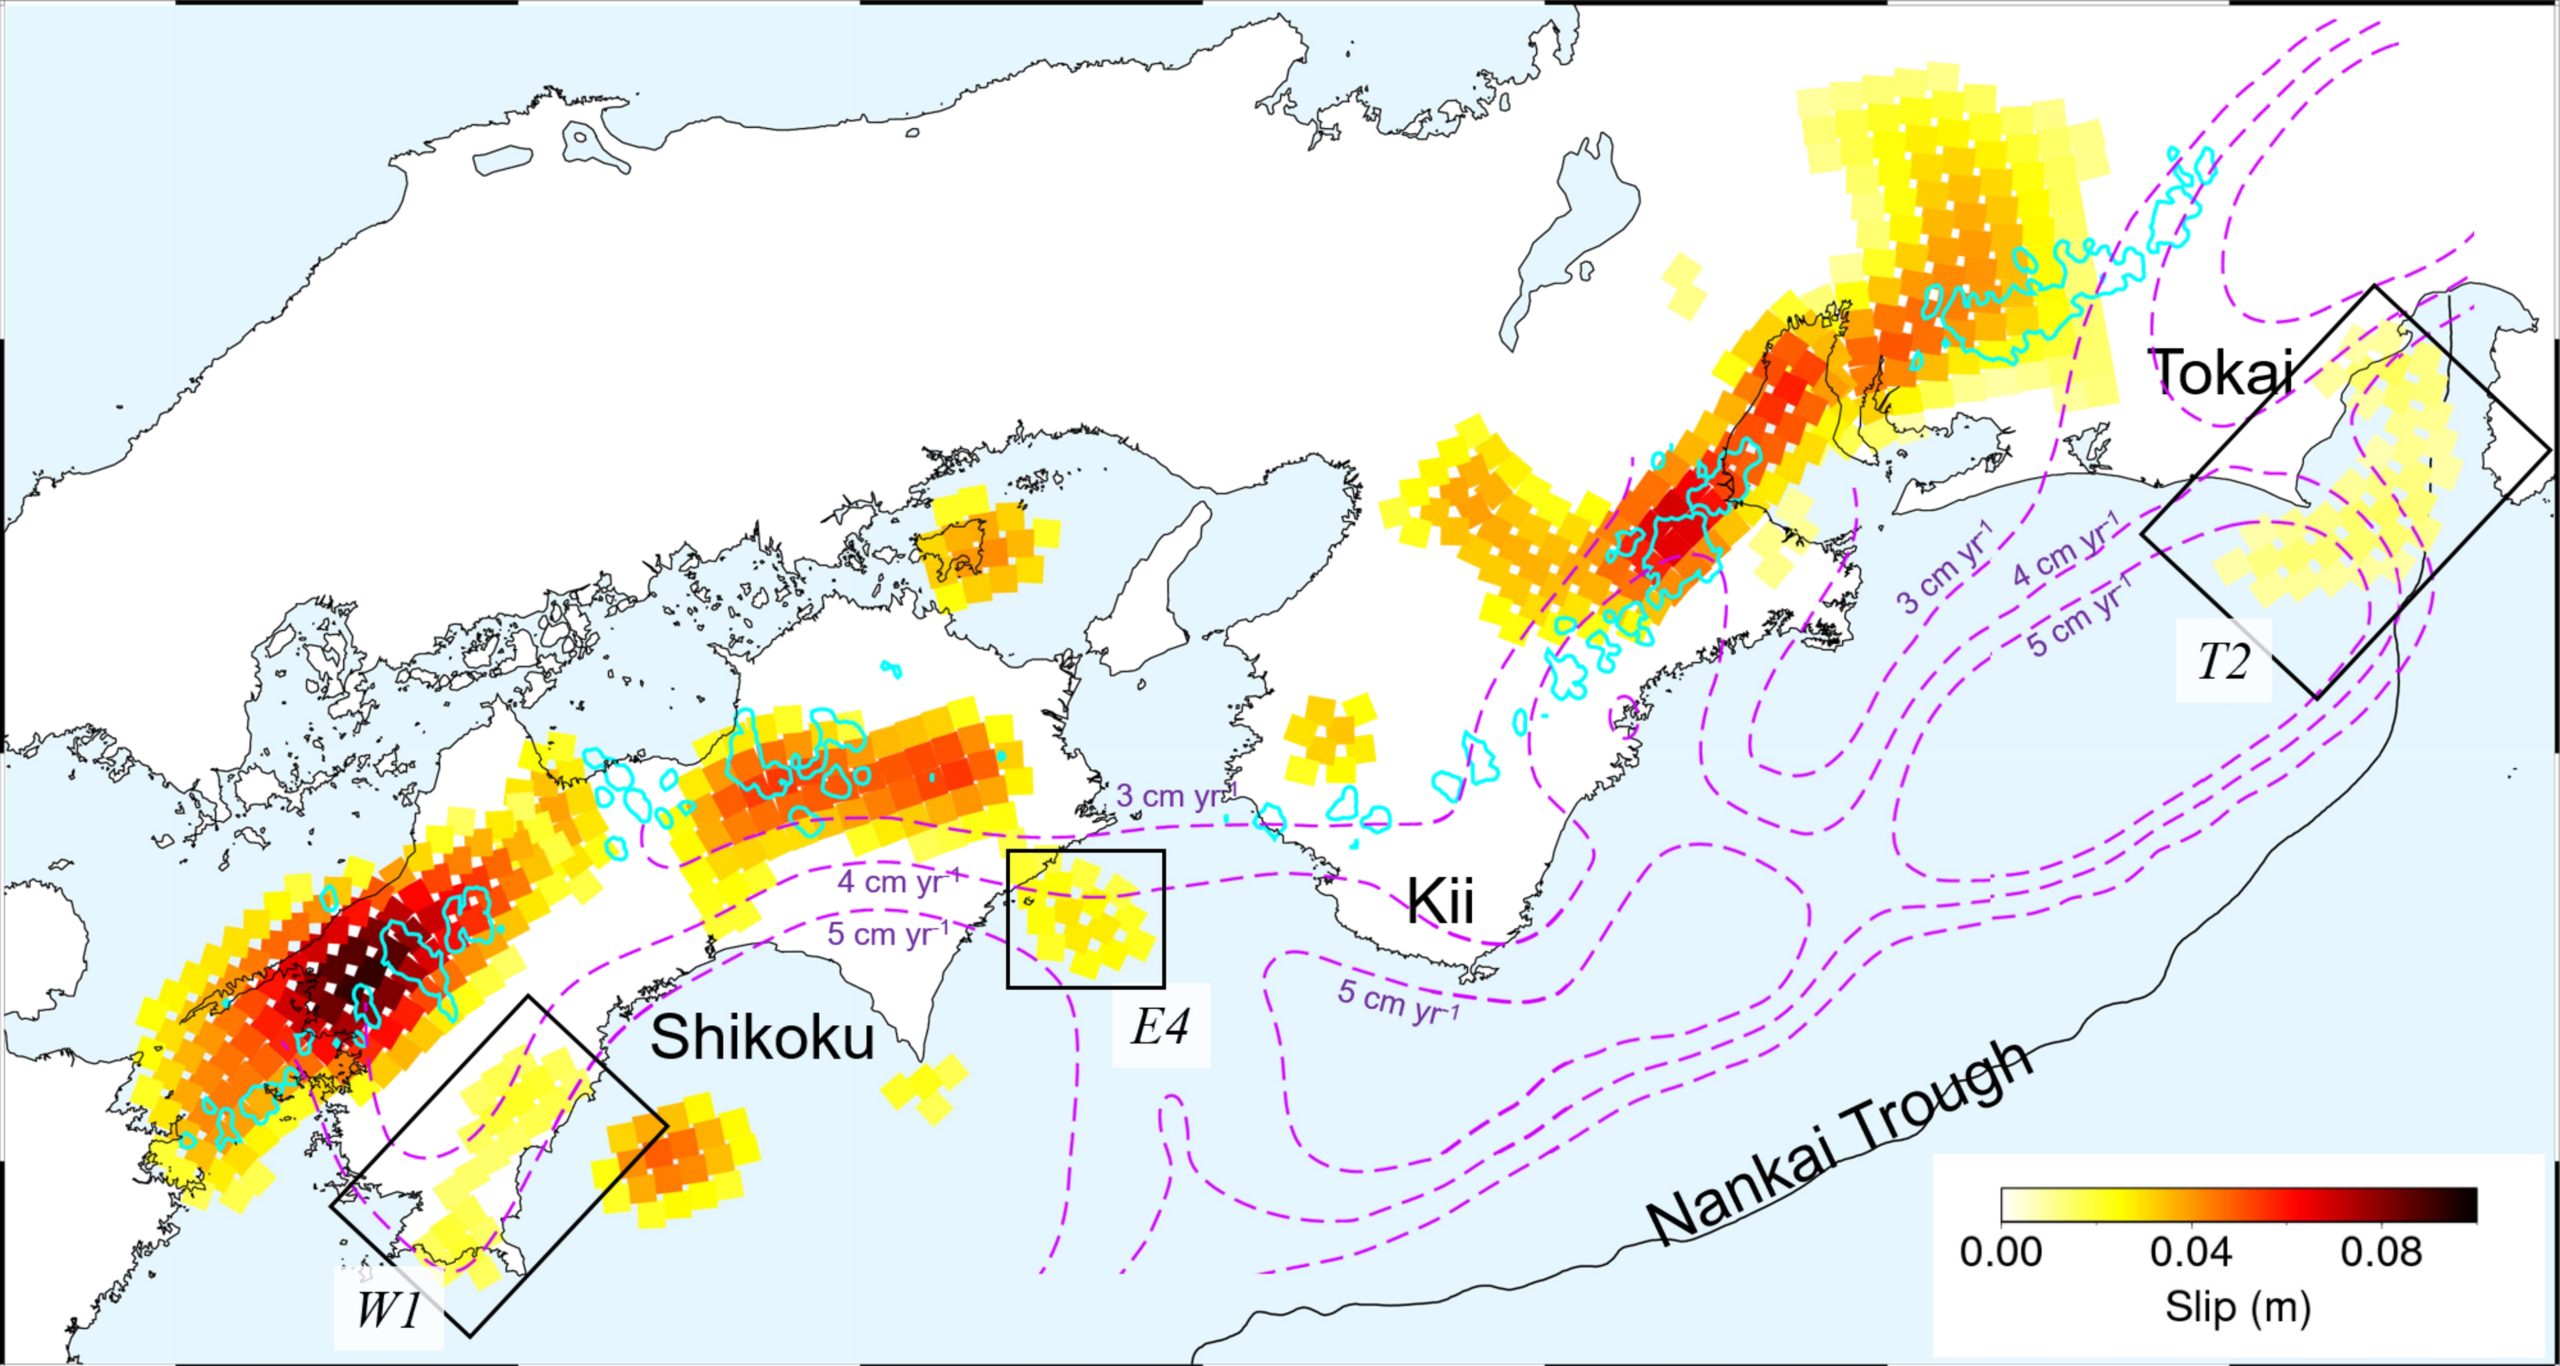 Tokai
3 cm yr-1
4 cm yr-1
5 cm yr-1
T2
3 cm yr-1
4 cm yr-1
5 cm yr-1
Kii
5 cm yr-1
Shikoku
E4
W1
Nankai Trough
0.00 0.04 0.08
Slip (m)